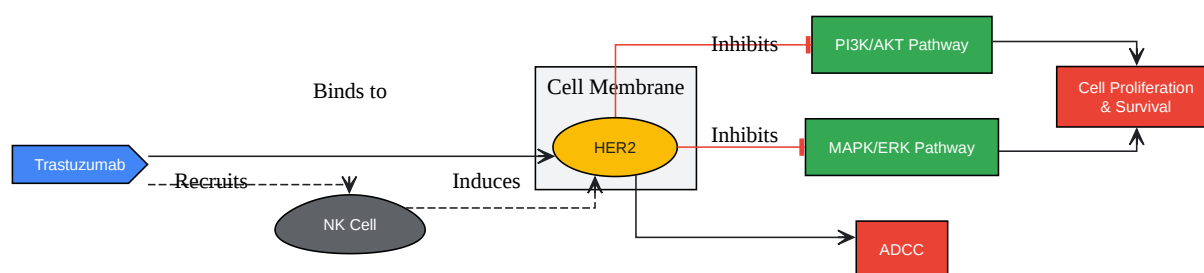 Inhibits
PI3K/AKT Pathway
Cell Membrane
Cell Proliferation
& Survival
Binds to
Inhibits
HER2
MAPK/ERK Pathway
Trastuzumab
Recruits
Induces
NK Cell
ADCC